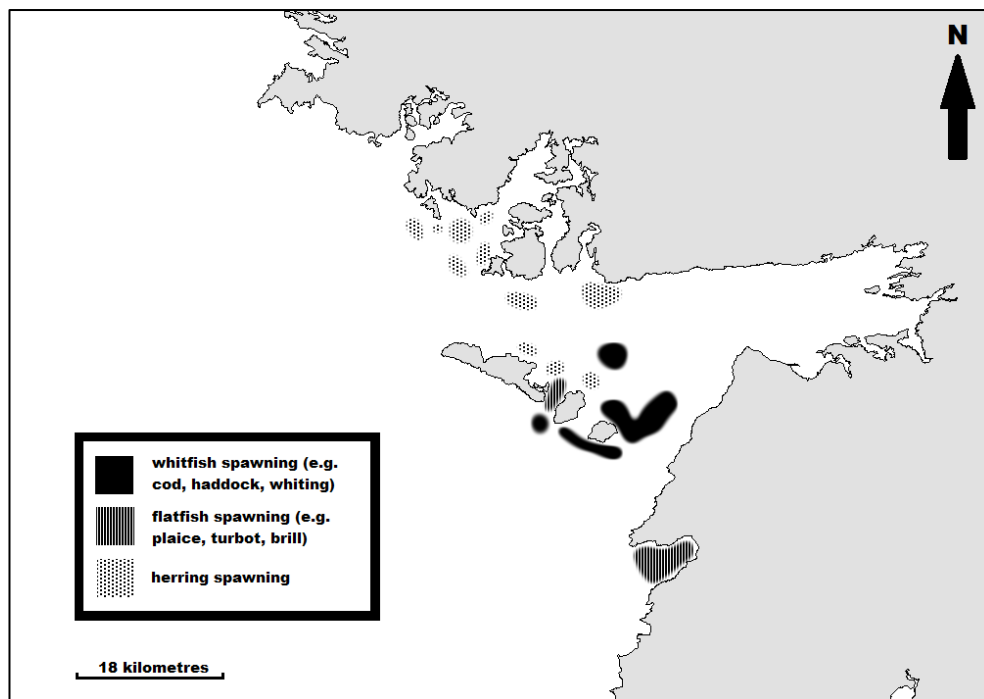 N
whitfish spawning (e.g.
cod, haddock, whiting)
flatfish spawning (e.g.
plaice, turbot, brill)
herring spawning
18 kilometres